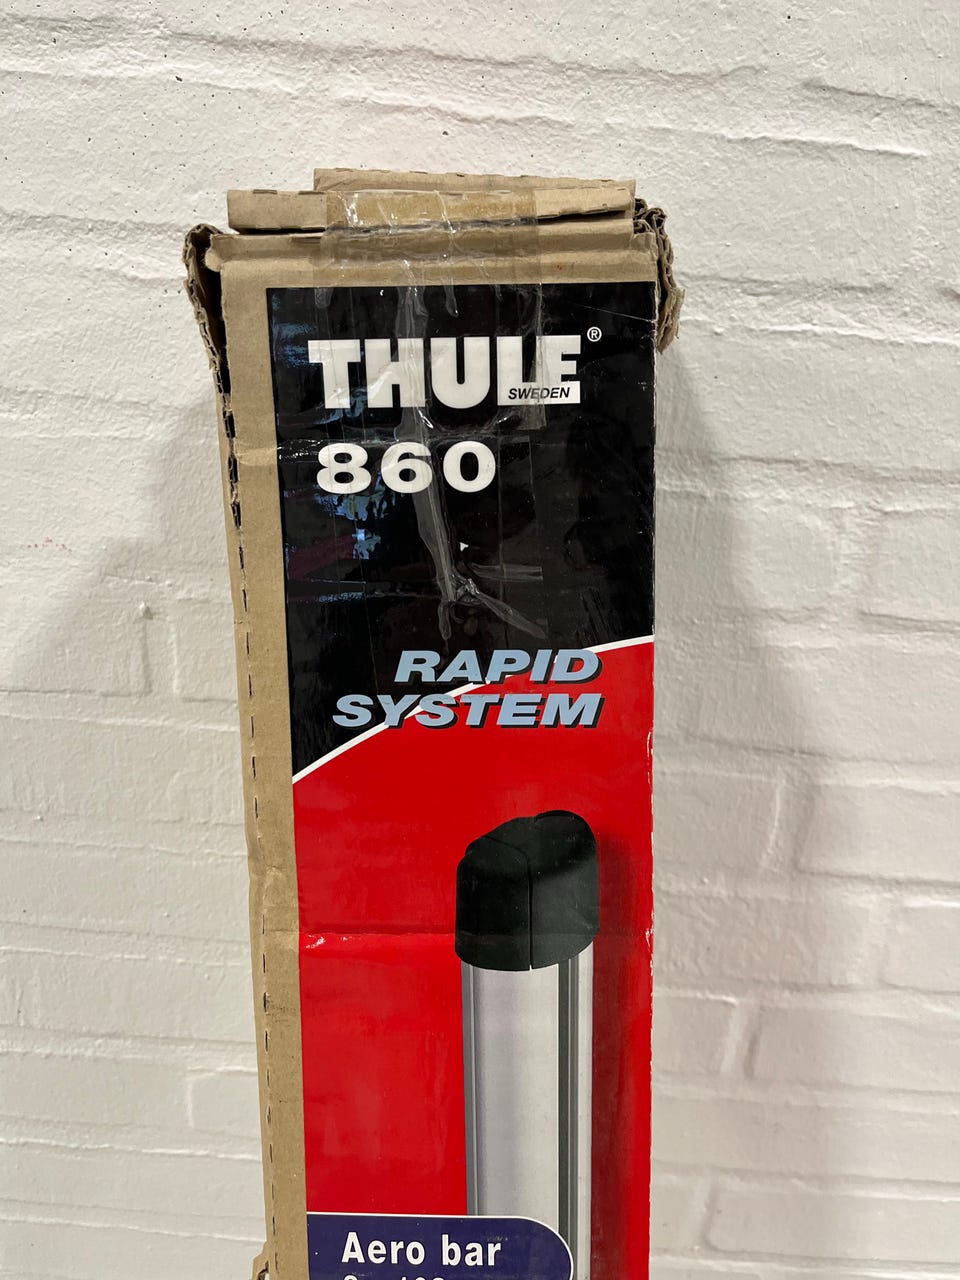 THULE®
SWEDEN
860
RAPID
SYSTEM
Aero bar